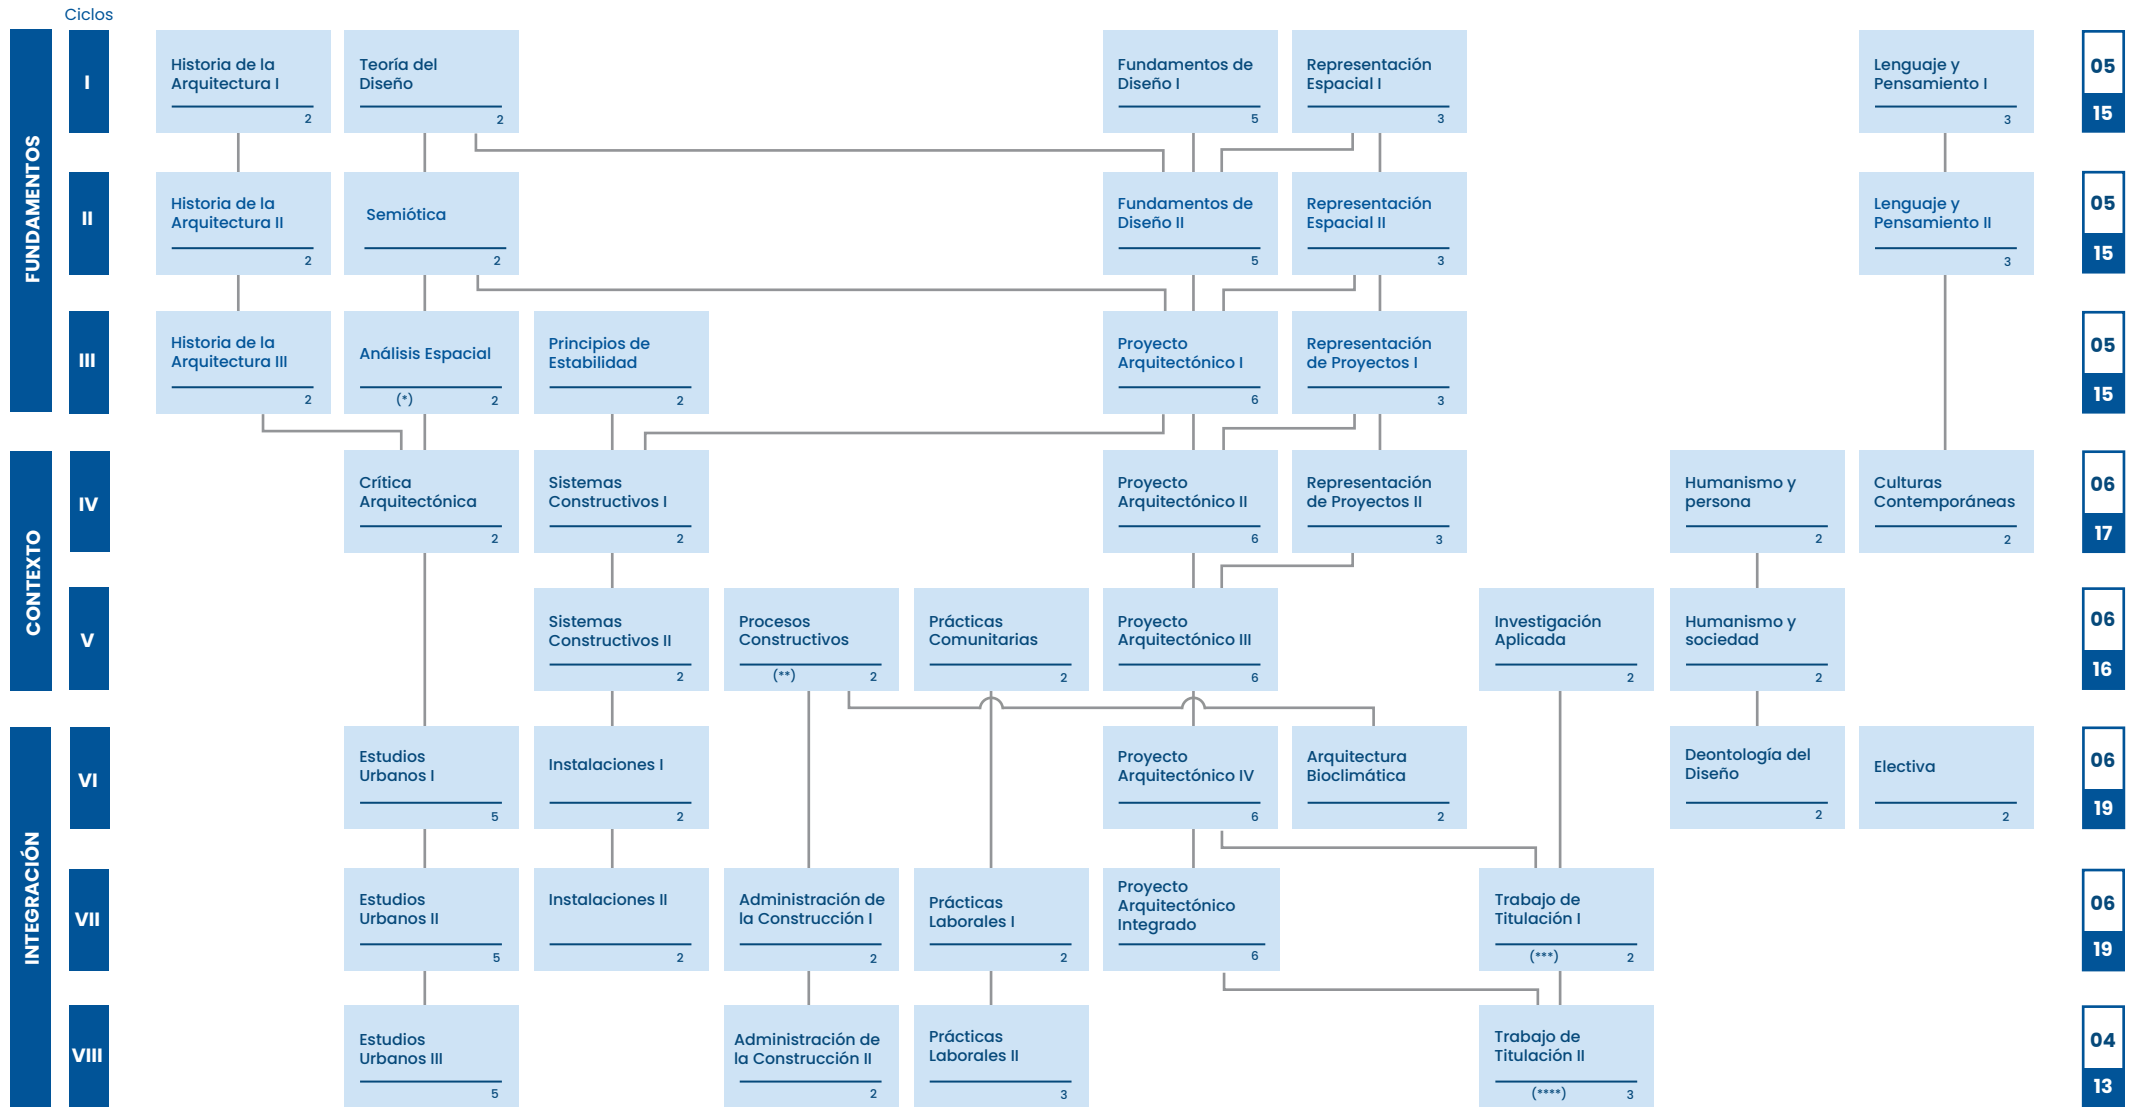 Ciclos
FUNDAMENTOS
I
Historia de la
Arquitectura I
2
Teoría del
Diseño
2
Fundamentos de
Diseño I
5
Representación
Espacial I
3
Lenguaje y
Pensamiento I
3
05
15
II
Historia de la
Arquitectura II
2
Semiótica
2
Fundamentos de
Diseño II
5
Representación
Espacial II
3
Lenguaje y
Pensamiento II
3
05
15
III
Historia de la
Arquitectura III
2
Análisis Espacial
(*) 2
Principios de
Estabilidad
2
Proyecto
Arquitectónico I
6
Representación
de Proyectos I
3
05
15
CONTEXTO
IV
Crítica
Arquitectónica
2
Sistemas
Constructivos I
2
Proyecto
Arquitectónico II
6
Representación
de Proyectos II
3
Humanismo y
persona
2
Culturas
Contemporáneas
2
06
17
V
Sistemas
Constructivos II
2
Procesos
Constructivos
(**) 2
Prácticas
Comunitarias
2
Proyecto
Arquitectónico III
6
Investigación
Aplicada
2
Humanismo y
sociedad
2
06
16
INTEGRACIÓN
VI
Estudios
Urbanos I
5
Instalaciones I
2
Proyecto
Arquitectónico IV
6
Arquitectura
Bioclimática
2
Deontología del
Diseño
2
Electiva
2
06
19
VII
Estudios
Urbanos II
5
Instalaciones II
2
Administración de
la Construcción I
2
Prácticas
Laborales I
2
Proyecto
Arquitectónico
Integrado
6
Trabajo de
Titulación I
(***) 2
06
19
VIII
Estudios
Urbanos III
5
Administración de
la Construcción II
2
Prácticas
Laborales II
3
Trabajo de
Titulación II
(****) 3
04
13